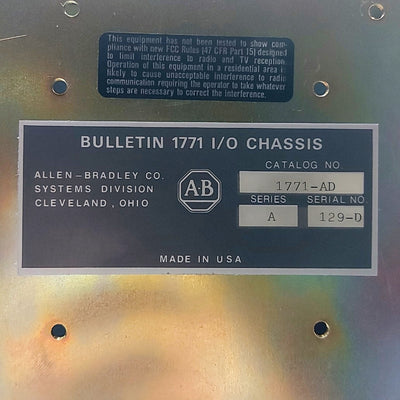 This equipment has not been tested to show com-
pliance with new FCC Rules (47 CFR Part 15) designed
to limit interference to radio and TV reception.
Operation of this equipment in a residential area is
likely to cause unacceptable interference to radio
communication requiring the operator to take whatever
steps are necessary to correct the interference.
BULLETIN 1771 I/O CHASSIS
ALLEN-BRADLEY CO.
SYSTEMS DIVISION
CLEVELAND, OHIO
A-B
CATALOG NO.
1771-AD
SERIES SERIAL NO.
A 129-D
MADE IN USA